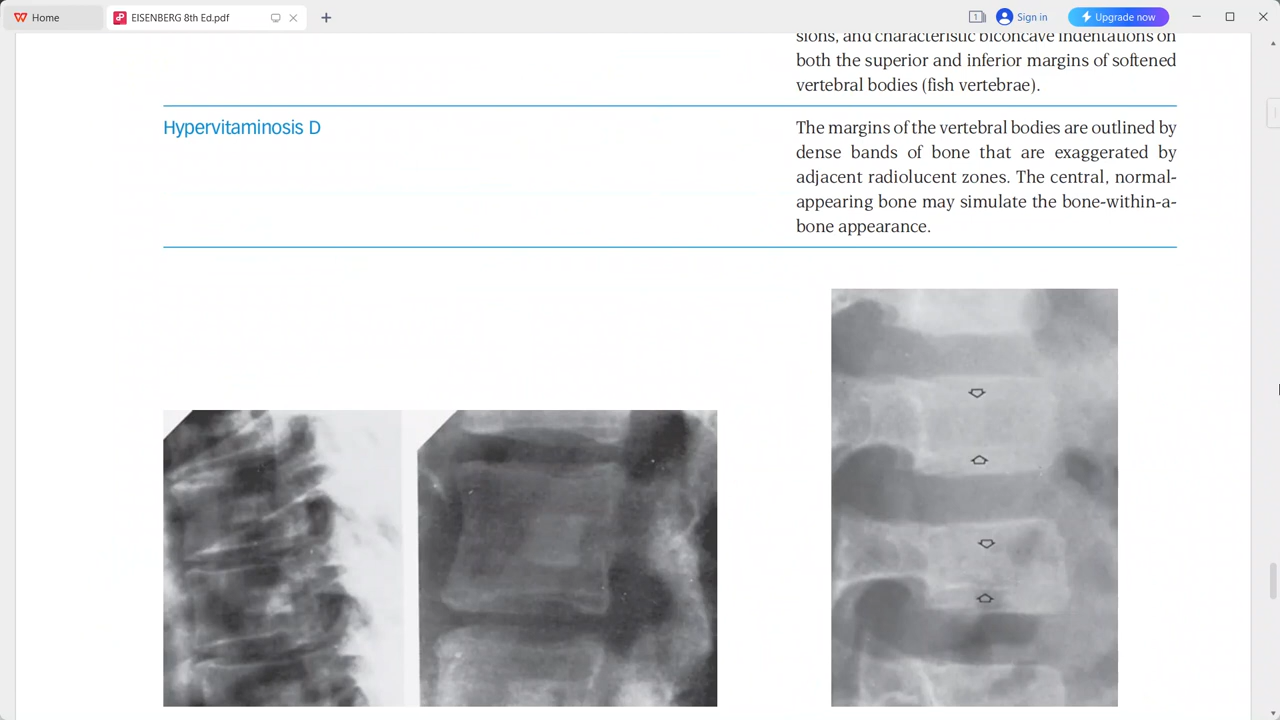 Home
EISENBERG 8th Ed.pdf
1
Sign in
Upgrade now
sions, and characteristic biconcave indentations on
both the superior and inferior margins of softened
vertebral bodies (fish vertebrae).
Hypervitaminosis D
The margins of the vertebral bodies are outlined by
dense bands of bone that are exaggerated by
adjacent radiolucent zones. The central, normal-
appearing bone may simulate the bone-within-a-
bone appearance.